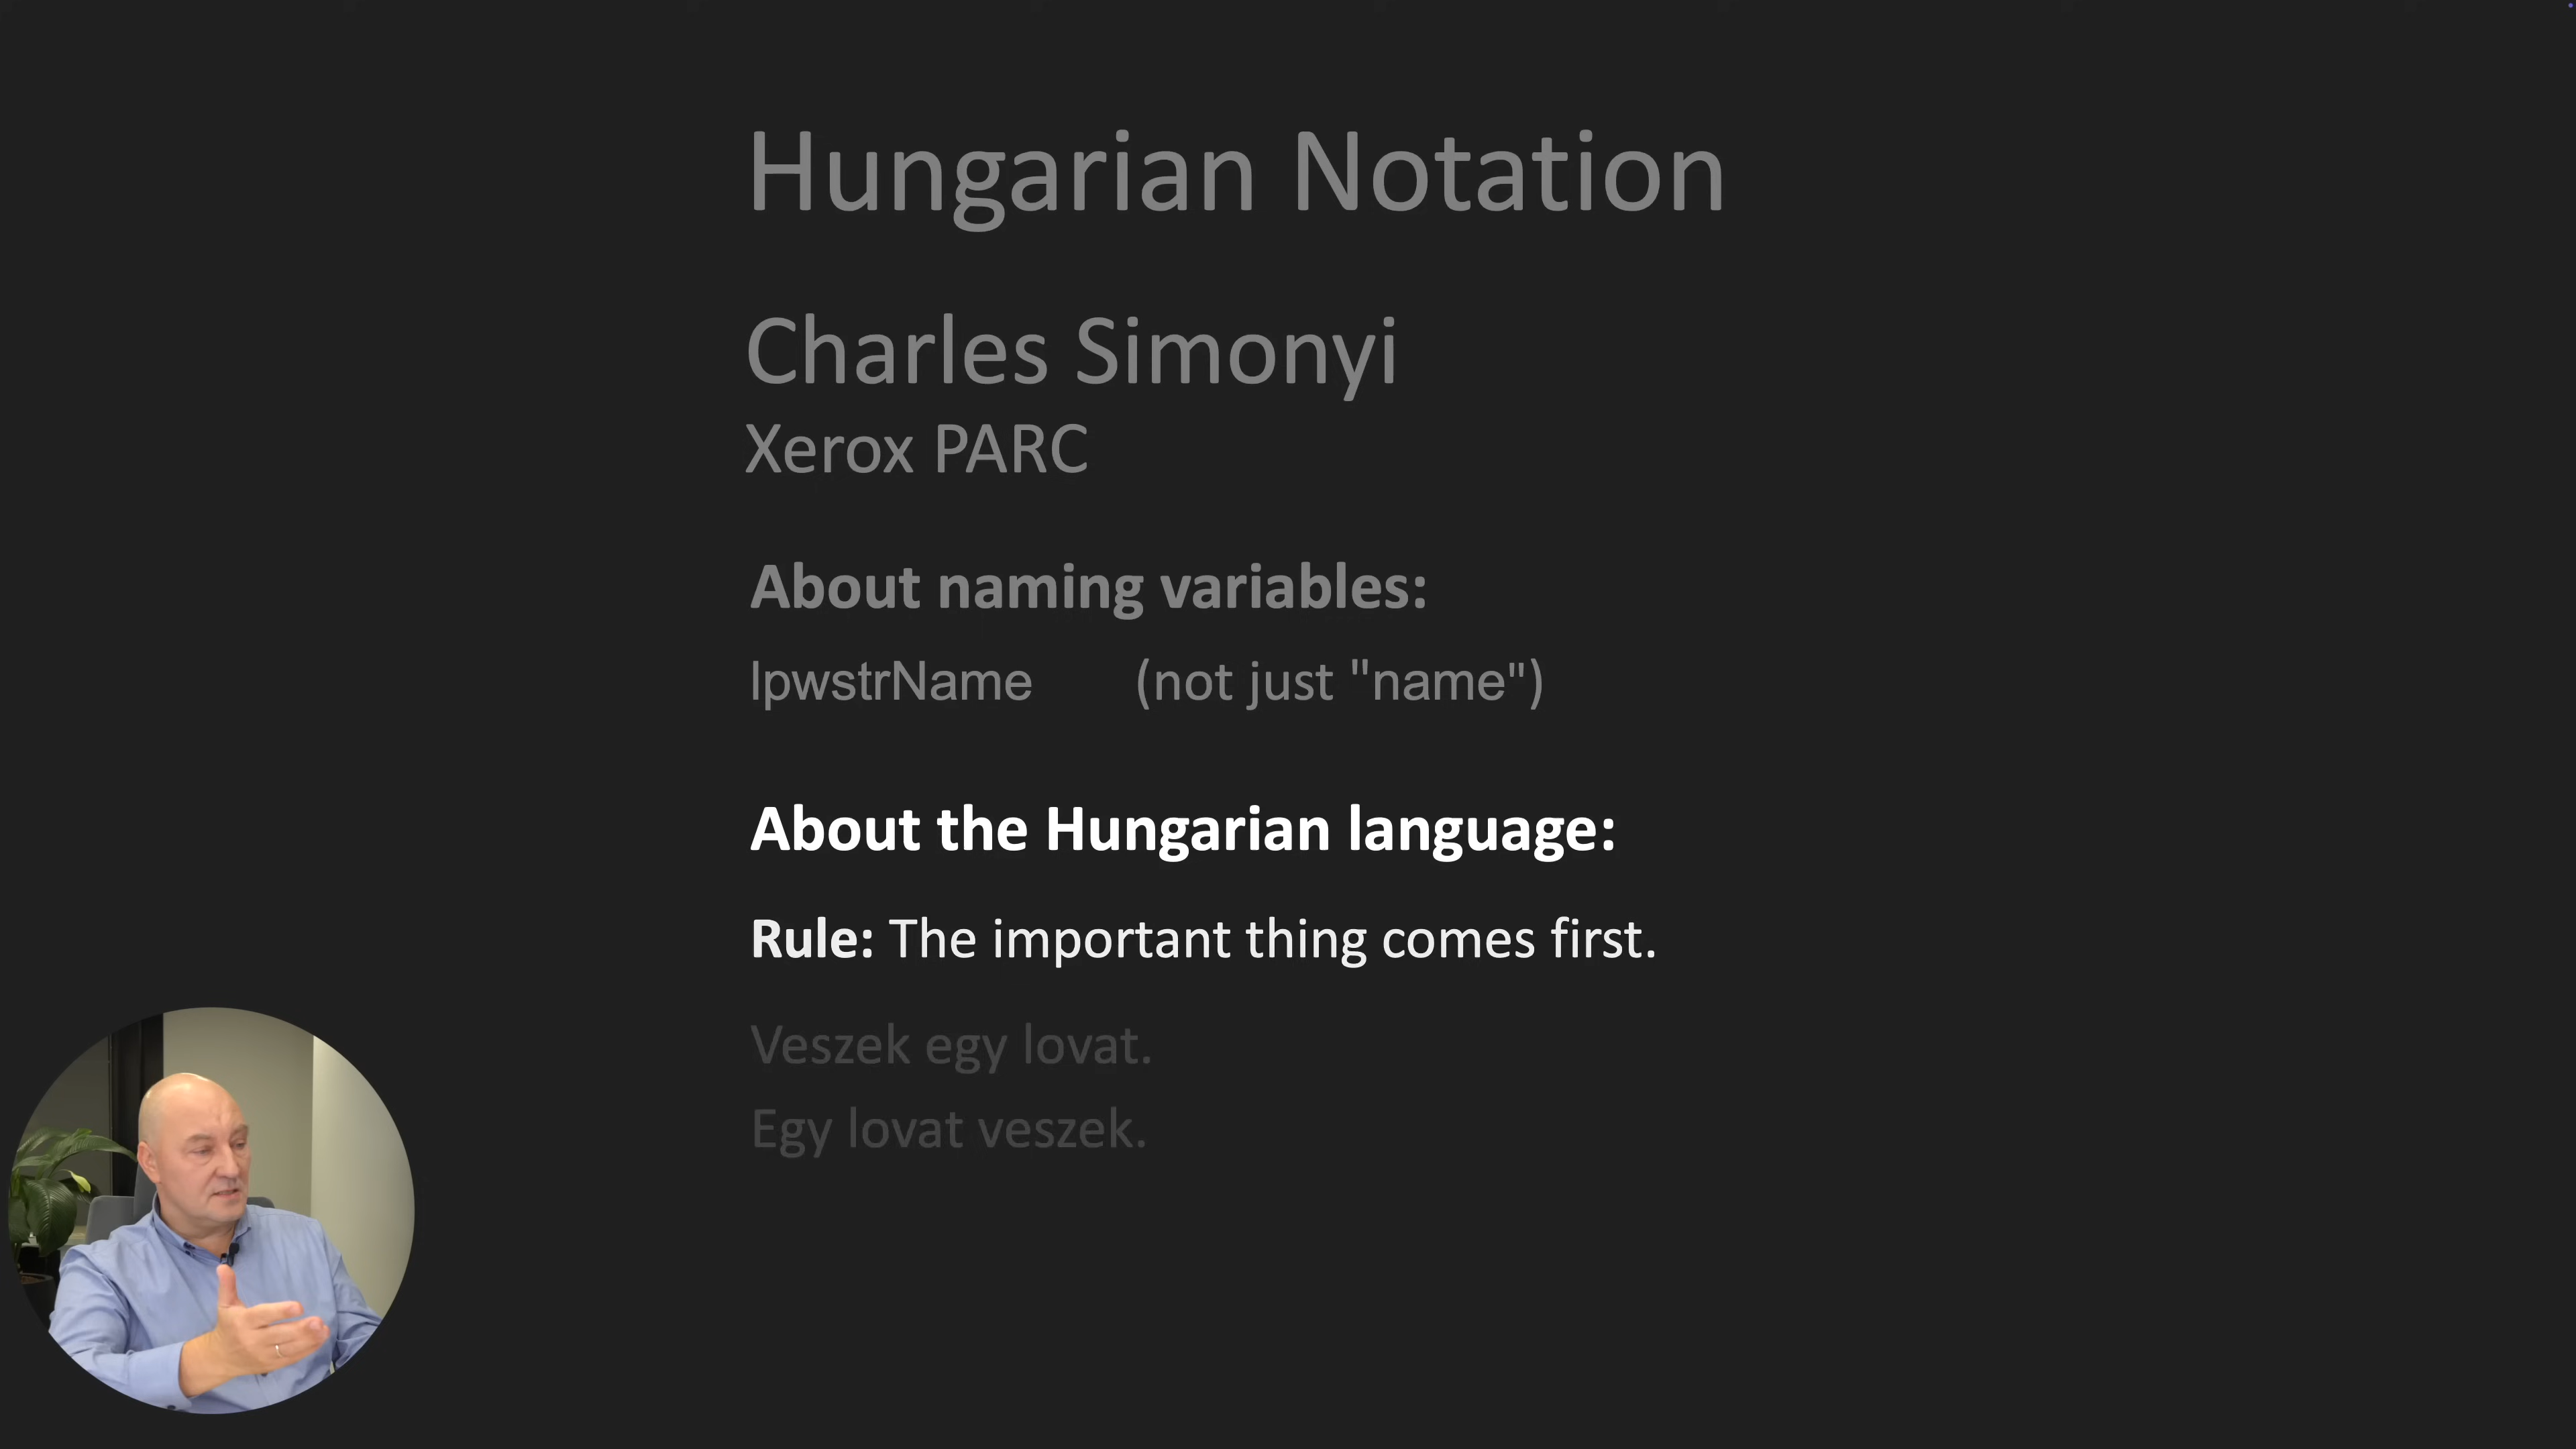 Hungarian Notation
Charles Simonyi
Xerox PARC
About naming variables:
lpwstrName (not just "name")
About the Hungarian language:
Rule: The important thing comes first.
Veszek egy lovat.
Egy lovat veszek.